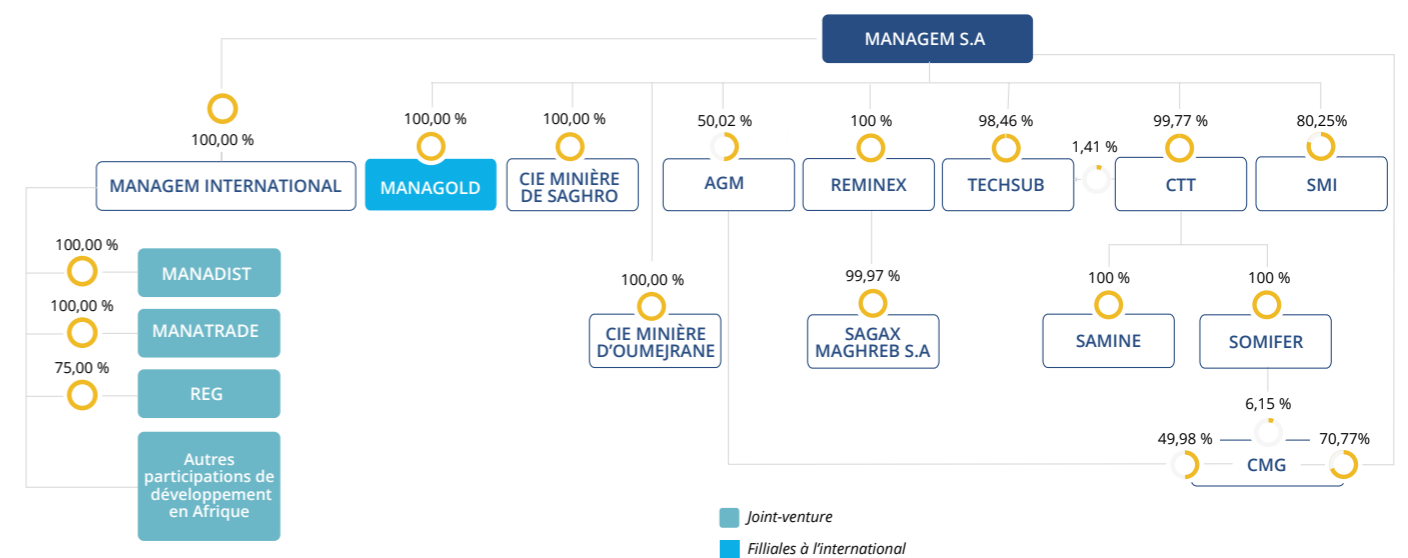 MANAGEM S.A
100,00 %
MANAGEM INTERNATIONAL
100,00 %
MANAGOLD
100,00 %
CIE MINIÈRE
DE SAGHRO
50,02 %
AGM
100 %
REMINEX
98,46 %
TECHSUB
1,41 %
99,77 %
CTT
80,25%
SMI
100,00 %
MANADIST
100,00 %
MANATRADE
75,00 %
REG
Autres
participations de
développement
en Afrique
100,00 %
CIE MINIÈRE
D'OUMEJRANE
99,97 %
SAGAX
MAGHREB S.A
100 %
SAMINE
100 %
SOMIFER
6,15 %
49,98 %
70,77%
CMG
Joint-venture
Filliales à l'international